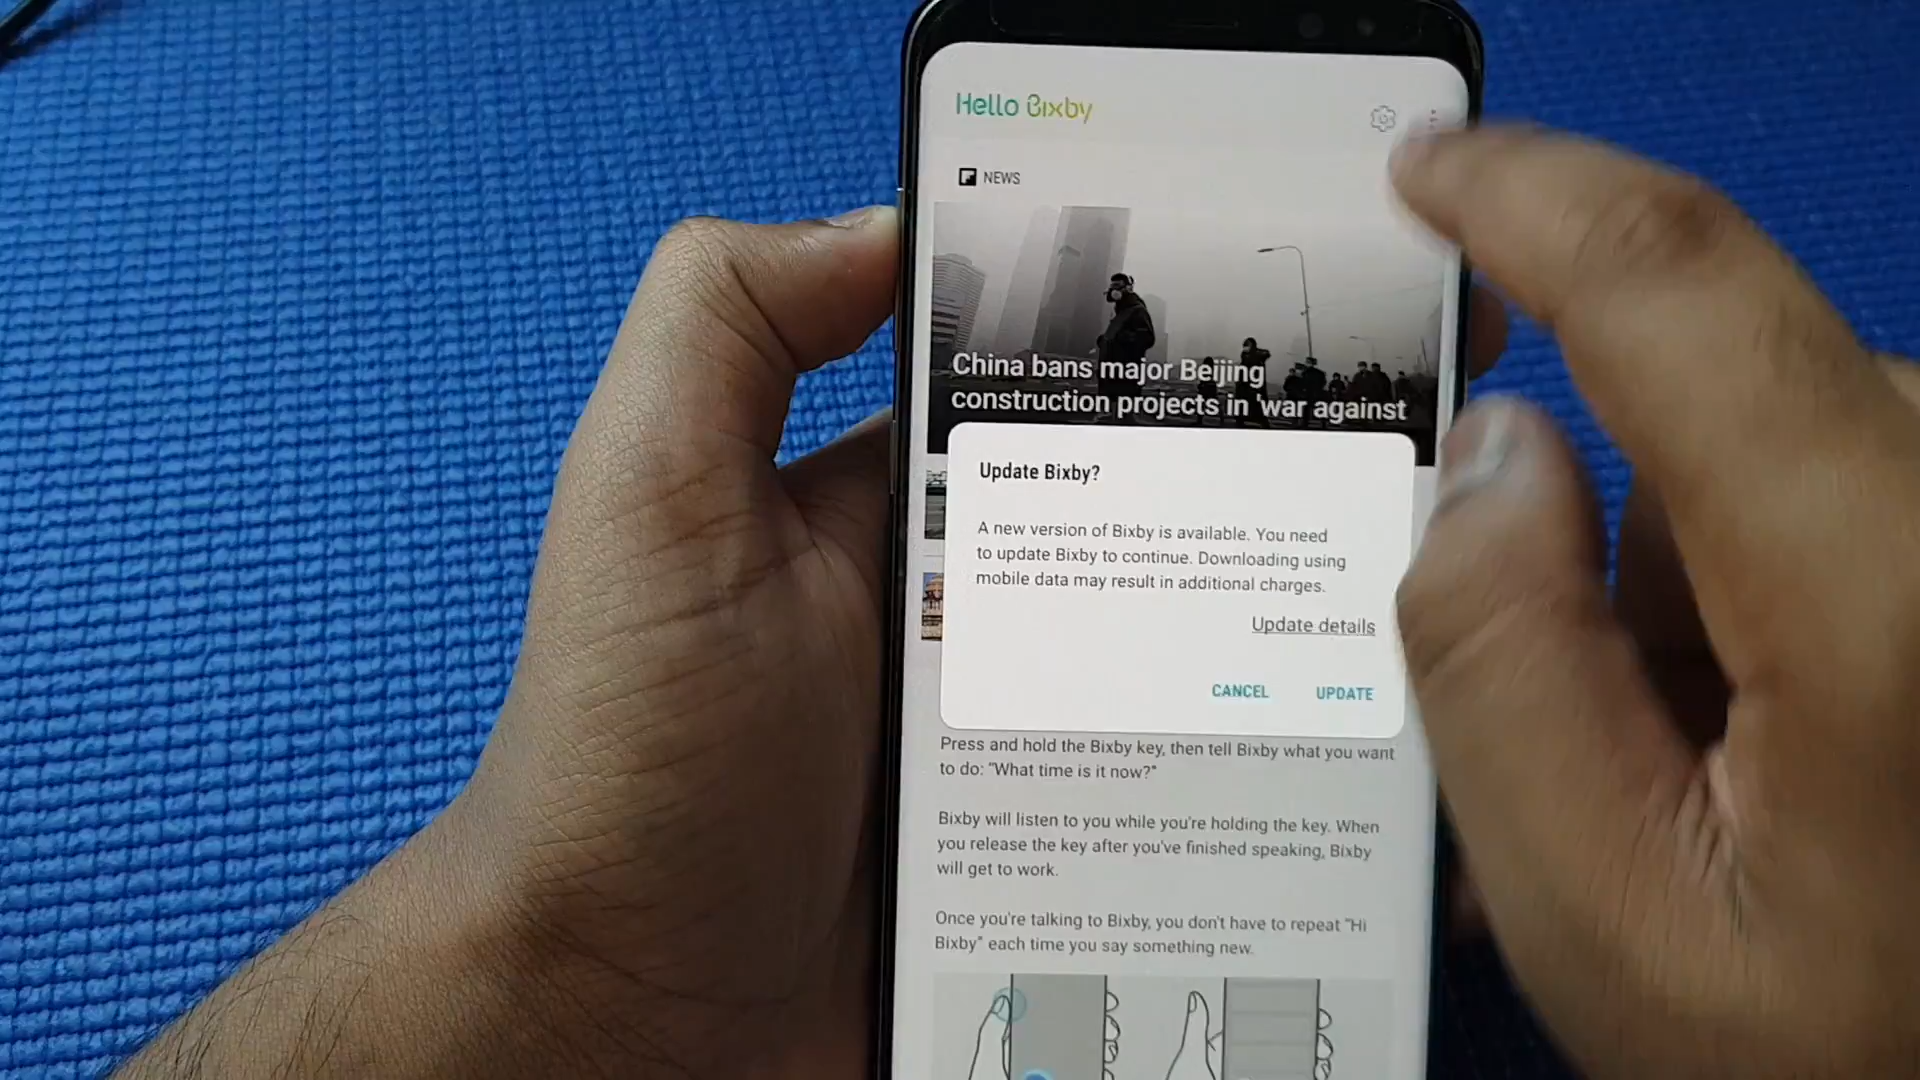 Hello Bixby
NEWS
China bans major Beijing
construction projects in 'war against
Update Bixby?
A new version of Bixby is available. You need
to update Bixby to continue. Downloading using
mobile data may result in additional charges.
Update details
CANCEL UPDATE
Press and hold the Bixby key, then tell Bixby what you want
to do: "What time is it now?"
Bixby will listen to you while you're holding the key. When
you release the key after you've finished speaking, Bixby
will get to work.
Once you're talking to Bixby, you don't have to repeat "Hi
Bixby" each time you say something new.